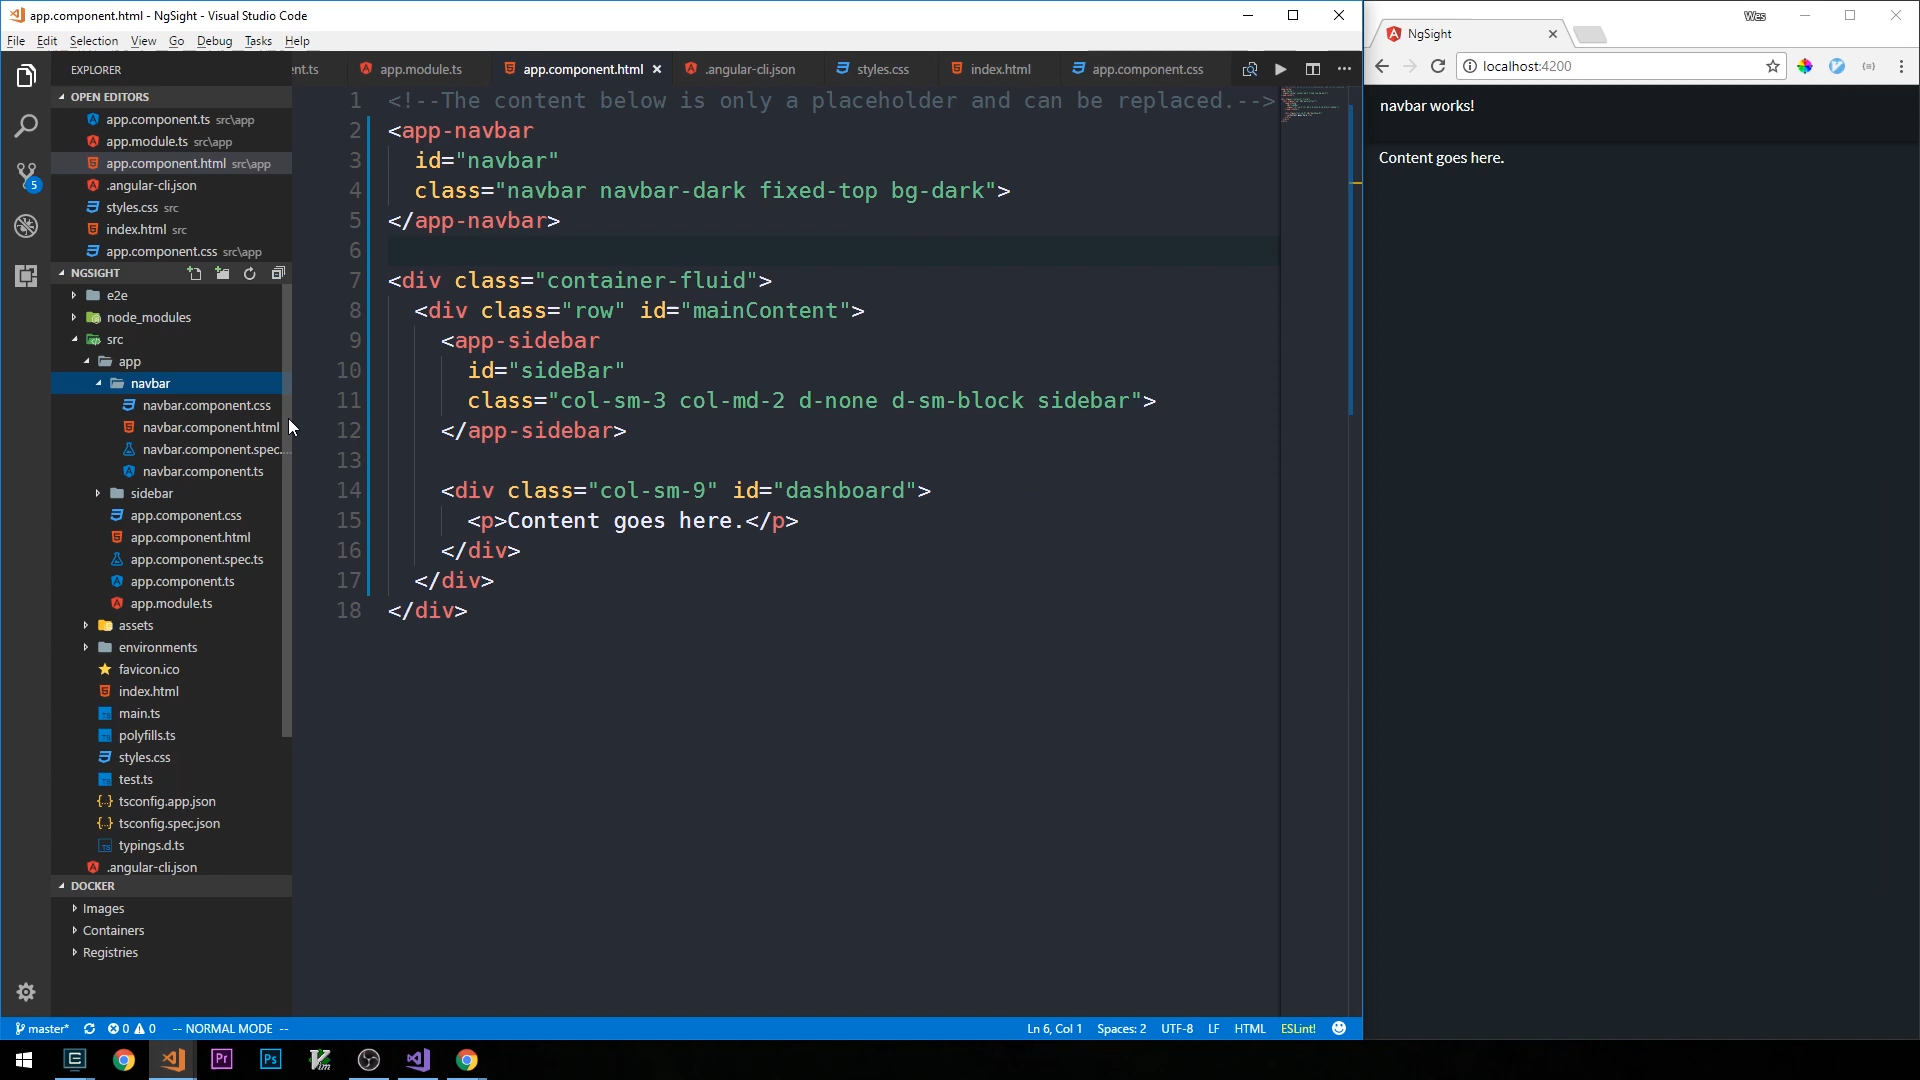 app.component.html - NgSight - Visual Studio Code
File Edit Selection View Go Debug Tasks Help
EXPLORER
OPEN EDITORS
app.component.ts src\app
app.module.ts src\app
app.component.html src\app
.angular-cli.json
styles.css src
index.html src
app.component.css src\app
NGSIGHT
e2e
node_modules
src
app
navbar
navbar.component.css
navbar.component.html
navbar.component.spec....
navbar.component.ts
sidebar
app.component.css
app.component.html
app.component.spec.ts
app.component.ts
app.module.ts
assets
environments
favicon.ico
index.html
main.ts
polyfills.ts
styles.css
test.ts
tsconfig.app.json
tsconfig.spec.json
typings.d.ts
.angular-cli.json
DOCKER
Images
Containers
Registries
5
ent.ts app.module.ts app.component.html .angular-cli.json styles.css index.html app.component.css
1 <!--The content below is only a placeholder and can be replaced.-->
2 <app-navbar
3 id="navbar"
4 class="navbar navbar-dark fixed-top bg-dark">
5 </app-navbar>
6
7 <div class="container-fluid">
8 <div class="row" id="mainContent">
9 <app-sidebar
10 id="sideBar"
11 class="col-sm-3 col-md-2 d-none d-sm-block sidebar">
12 </app-sidebar>
13
14 <div class="col-sm-9" id="dashboard">
15 <p>Content goes here.</p>
16 </div>
17 </div>
18 </div>
master* 0 0 -- NORMAL MODE -- Ln 6, Col 1 Spaces: 2 UTF-8 LF HTML ESLint!
Wes
NgSight
localhost:4200
navbar works!
Content goes here.
Pr Ps Vim